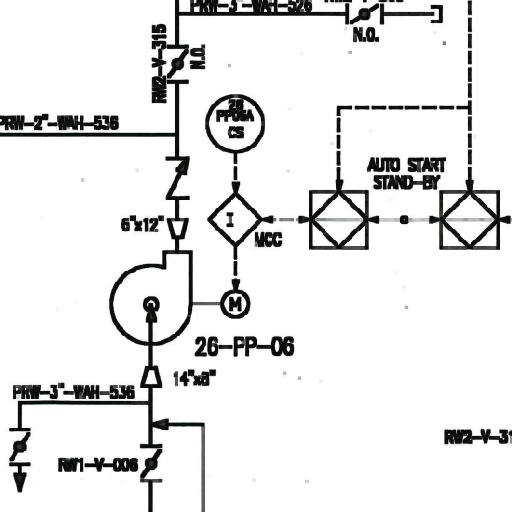 PRW-3"-WAH-526
N.O.
RW2-V-315
N.O.
PRW-2"-WAH-536
26
PP06A
CS
AUTO START
STAND-BY
6"x12"
I
MCC
M
26-PP-06
14"x8"
PRW-3"-WAH-536
RW1-V-006
RW2-V-31